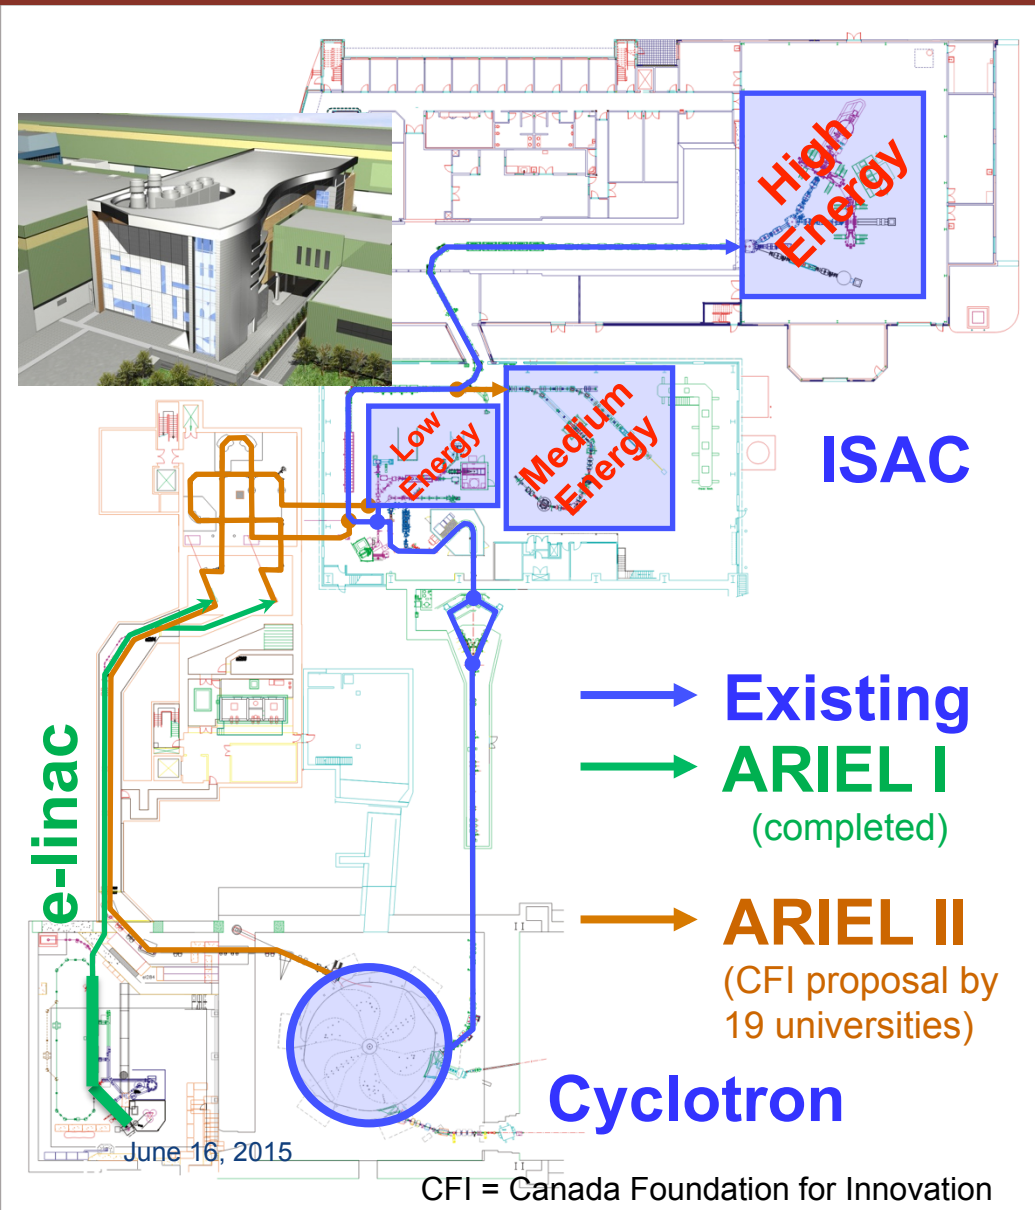 High
Energy
Low
Energy
Medium
Energy
ISAC
Existing
ARIEL I
(completed)
e-linac
ARIEL II
(CFI proposal by
19 universities)
Cyclotron
June 16, 2015
CFI = Canada Foundation for Innovation